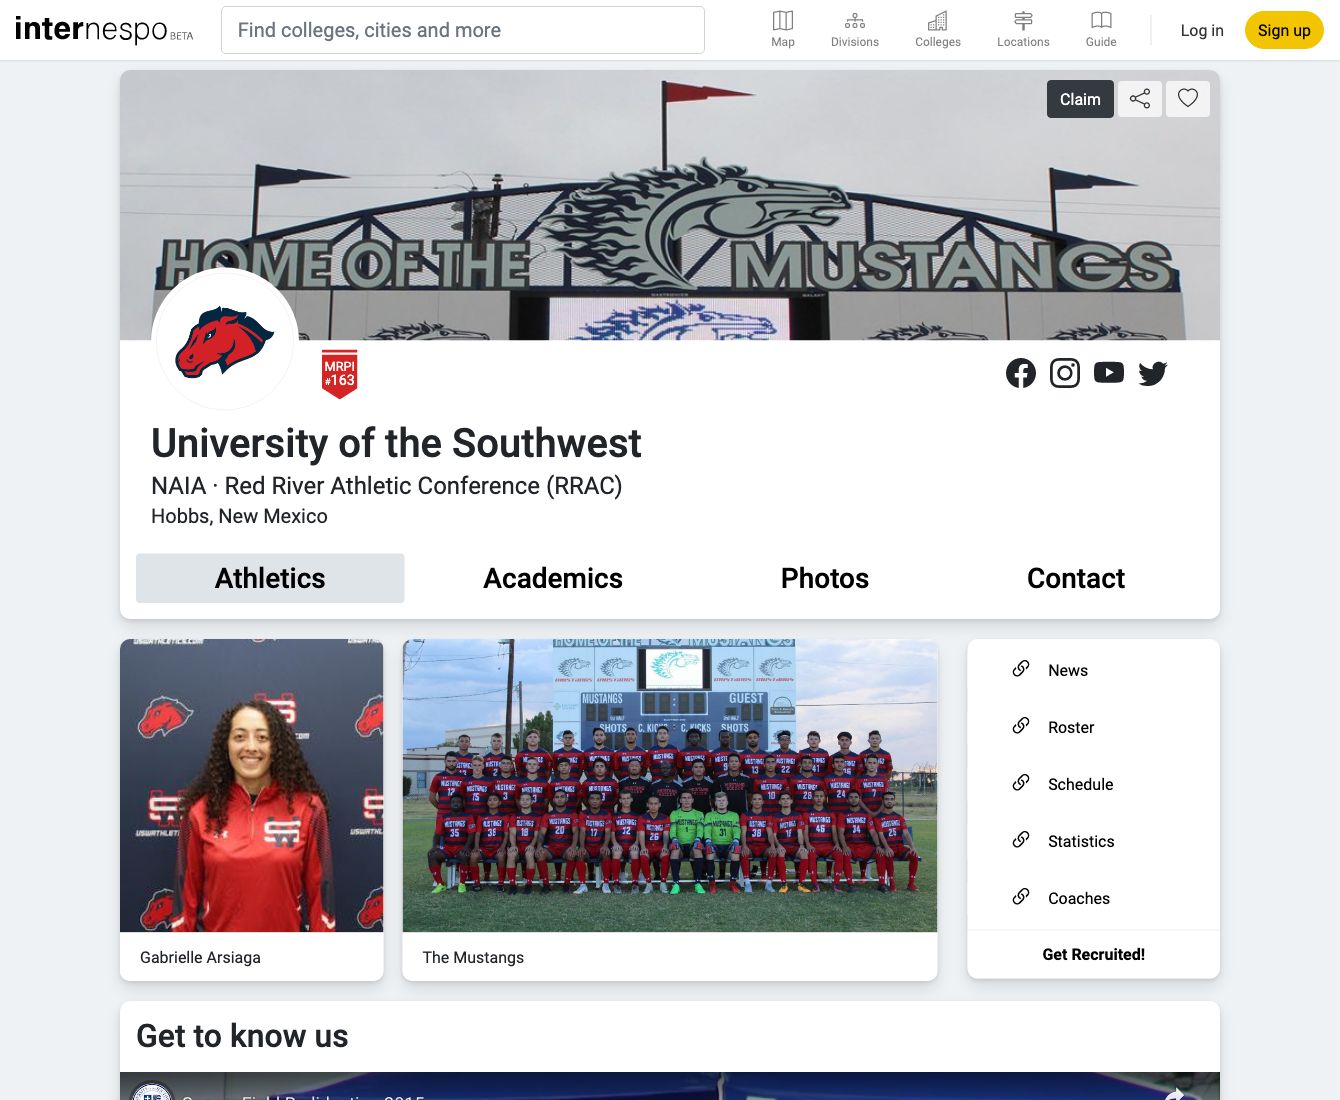 internespo BETA
Find colleges, cities and more
Map
Divisions
Colleges
Locations
Guide
Log in
Sign up
Claim
HOME OF THE MUSTANGS
MRPI
#163
University of the Southwest
NAIA · Red River Athletic Conference (RRAC)
Hobbs, New Mexico
Athletics
Academics
Photos
Contact
MUSTANGS
GUEST
SHOTS C. KICKS C. KICKS SHOTS
Gabrielle Arsiaga
The Mustangs
News
Roster
Schedule
Statistics
Coaches
Get Recruited!
Get to know us